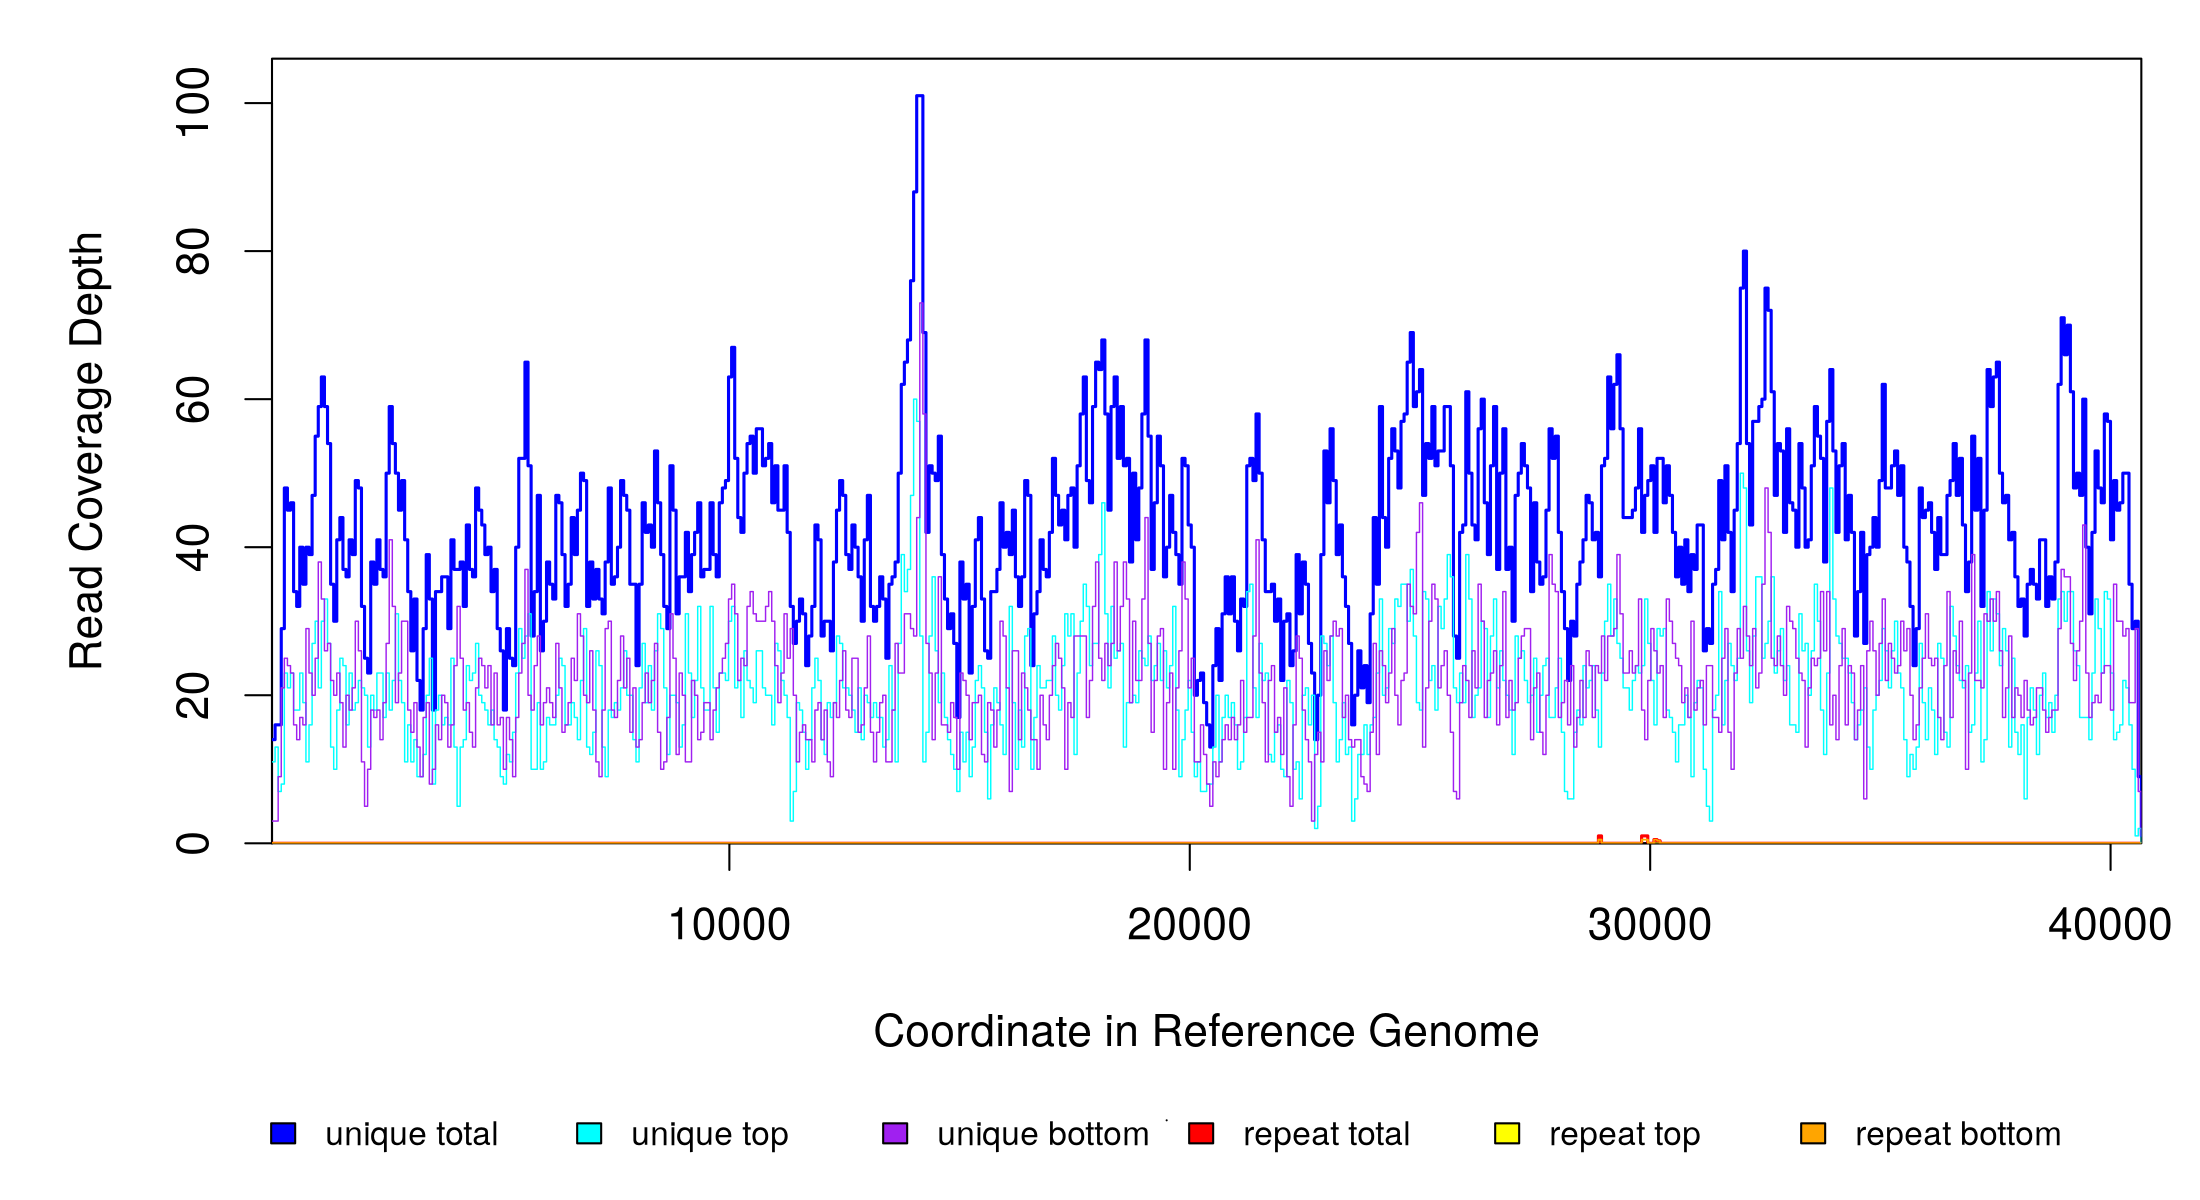 Read Coverage Depth
100
80
60
40
20
0
10000 20000 30000 40000
Coordinate in Reference Genome
unique total unique top unique bottom repeat total repeat top repeat bottom